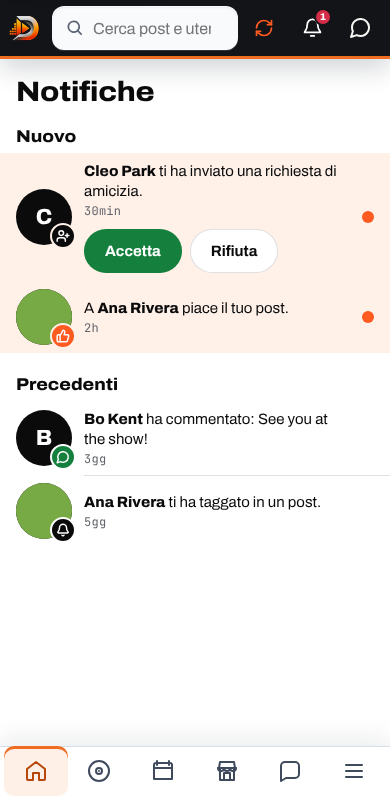 Cerca post e uter
1
Notifiche
Nuovo
Cleo Park ti ha inviato una richiesta di
amicizia.
30min
C
Accetta
Rifiuta
A Ana Rivera piace il tuo post.
2h
Precedenti
Bo Kent ha commentato: See you at
the show!
B
3gg
Ana Rivera ti ha taggato in un post.
5gg